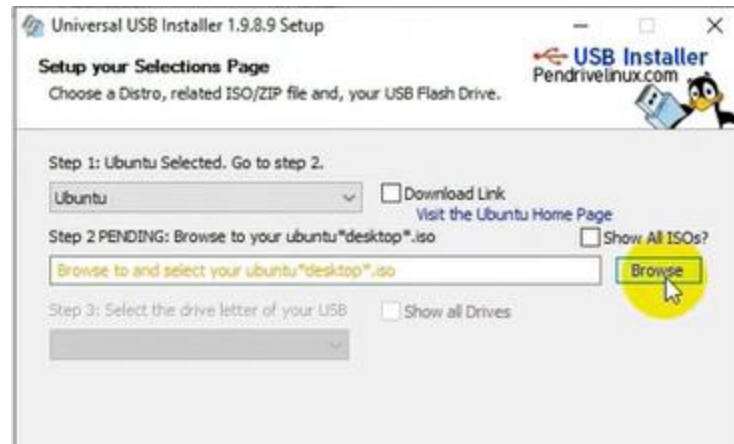 Universal USB Installer 1.9.8.9 Setup
Setup your Selections Page
Choose a Distro, related ISO/ZIP file and, your USB Flash Drive.
USB Installer
Pendrivelinux.com
Step 1: Ubuntu Selected. Go to step 2.
Ubuntu
Download Link
Visit the Ubuntu Home Page
Step 2 PENDING: Browse to your ubuntu*desktop*.iso
Show All ISOs?
Browse to and select your ubuntu*desktop*.iso
Browse
Step 3: Select the drive letter of your USB
Show all Drives